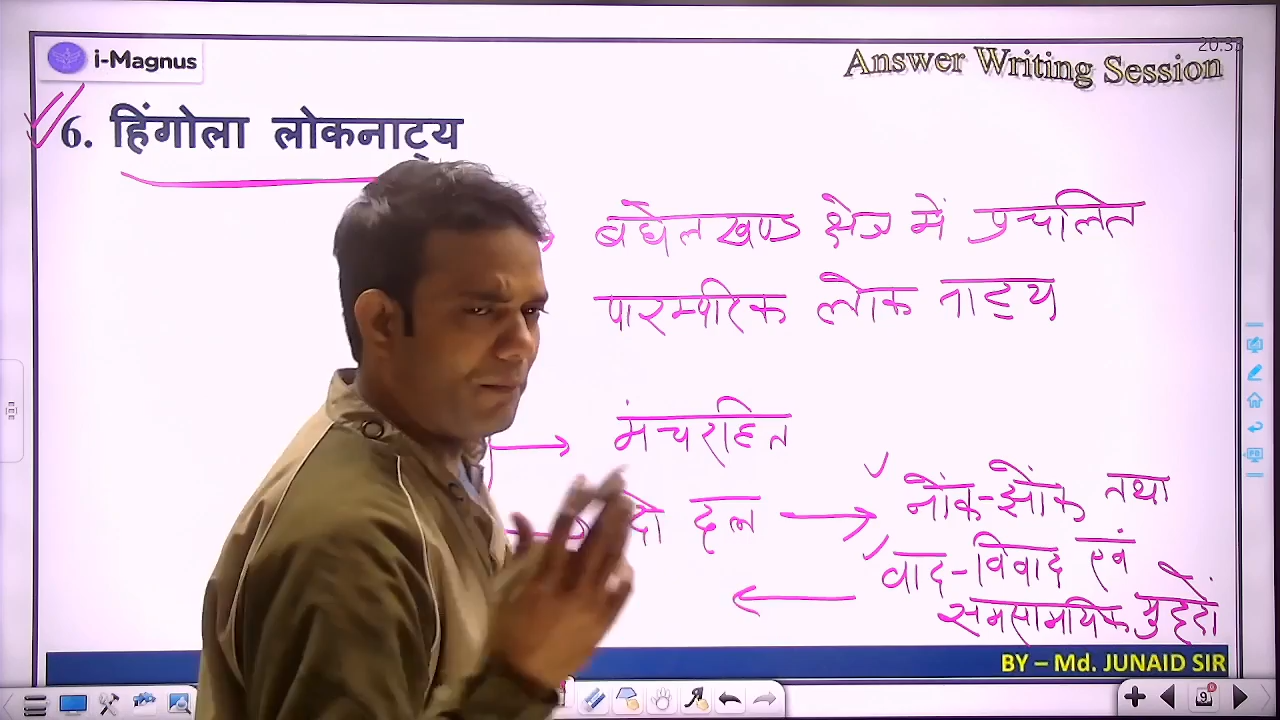 i-Magnus
Answer Writing Session
6. हिंगोला लोकनाट्य
बघेलखण्ड क्षेत्र में प्रचलित
पारम्परिक लोक नाट्य
मंचरहित
दो दल
नोंक-झोंक तथा
वाद-विवाद एवं
समसामयिक मुद्दों
BY – Md. JUNAID SIR
9